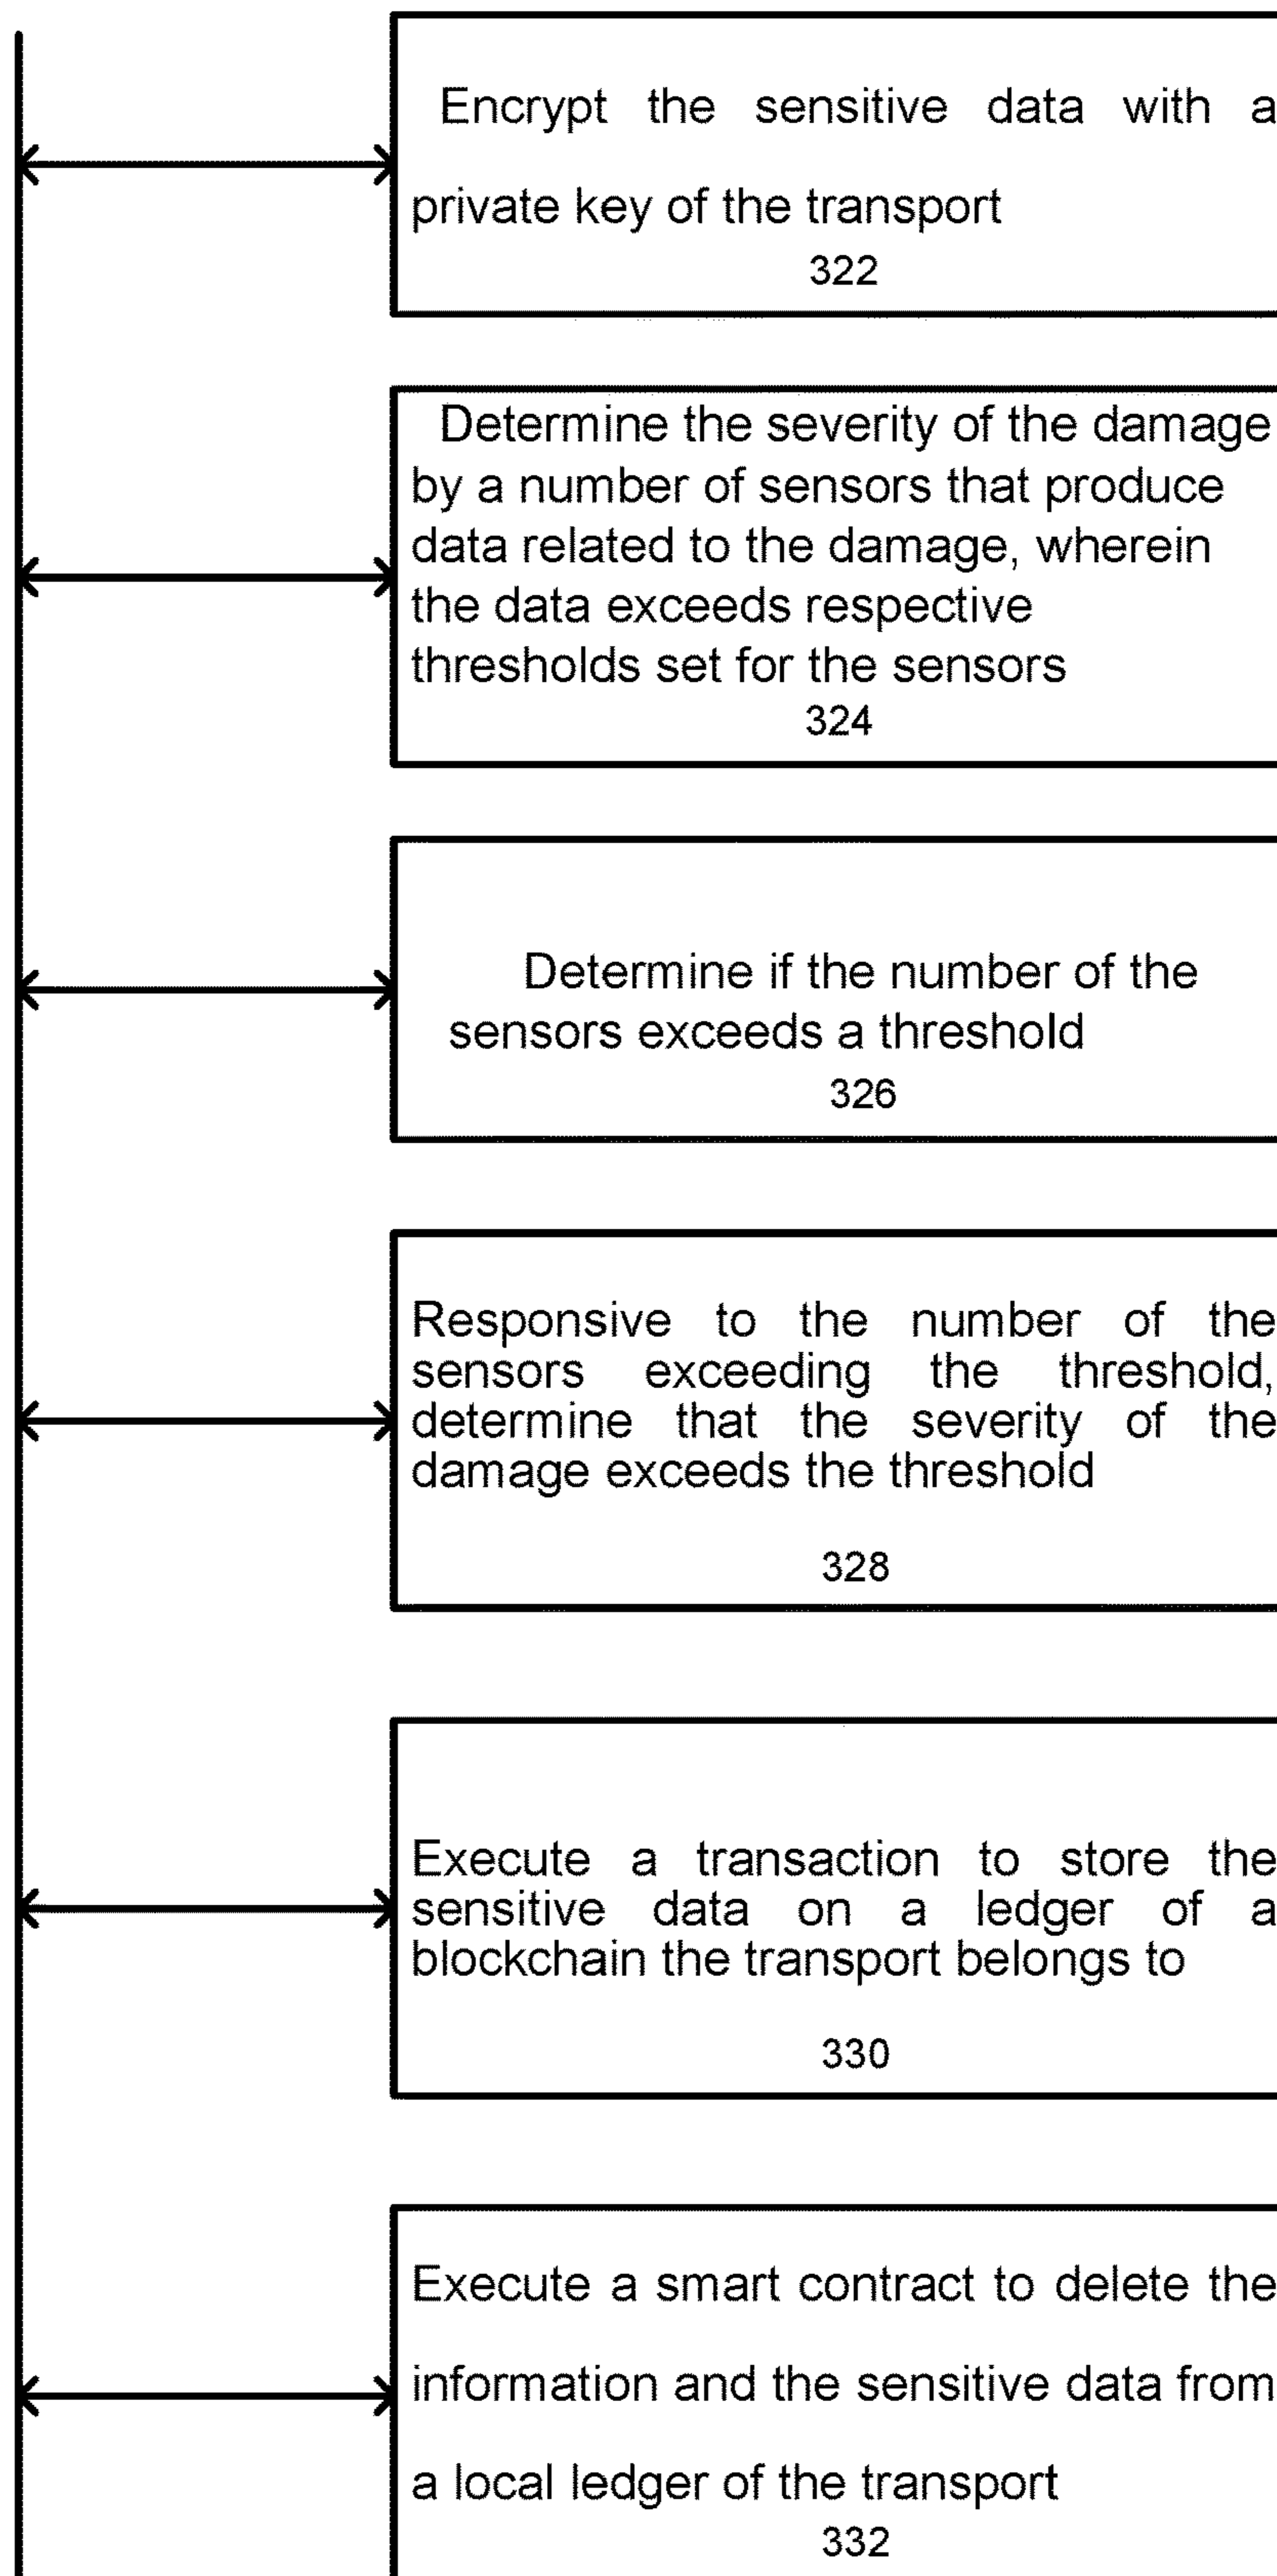 Encrypt the sensitive data with a
private key of the transport
322
Determine the severity of the damage
by a number of sensors that produce
data related to the damage, wherein
the data exceeds respective
thresholds set for the sensors
324
Determine if the number of the
sensors exceeds a threshold
326
Responsive to the number of the
sensors exceeding the threshold,
determine that the severity of the
damage exceeds the threshold
328
Execute a transaction to store the
sensitive data on a ledger of a
blockchain the transport belongs to
330
Execute a smart contract to delete the
information and the sensitive data from
a local ledger of the transport
332